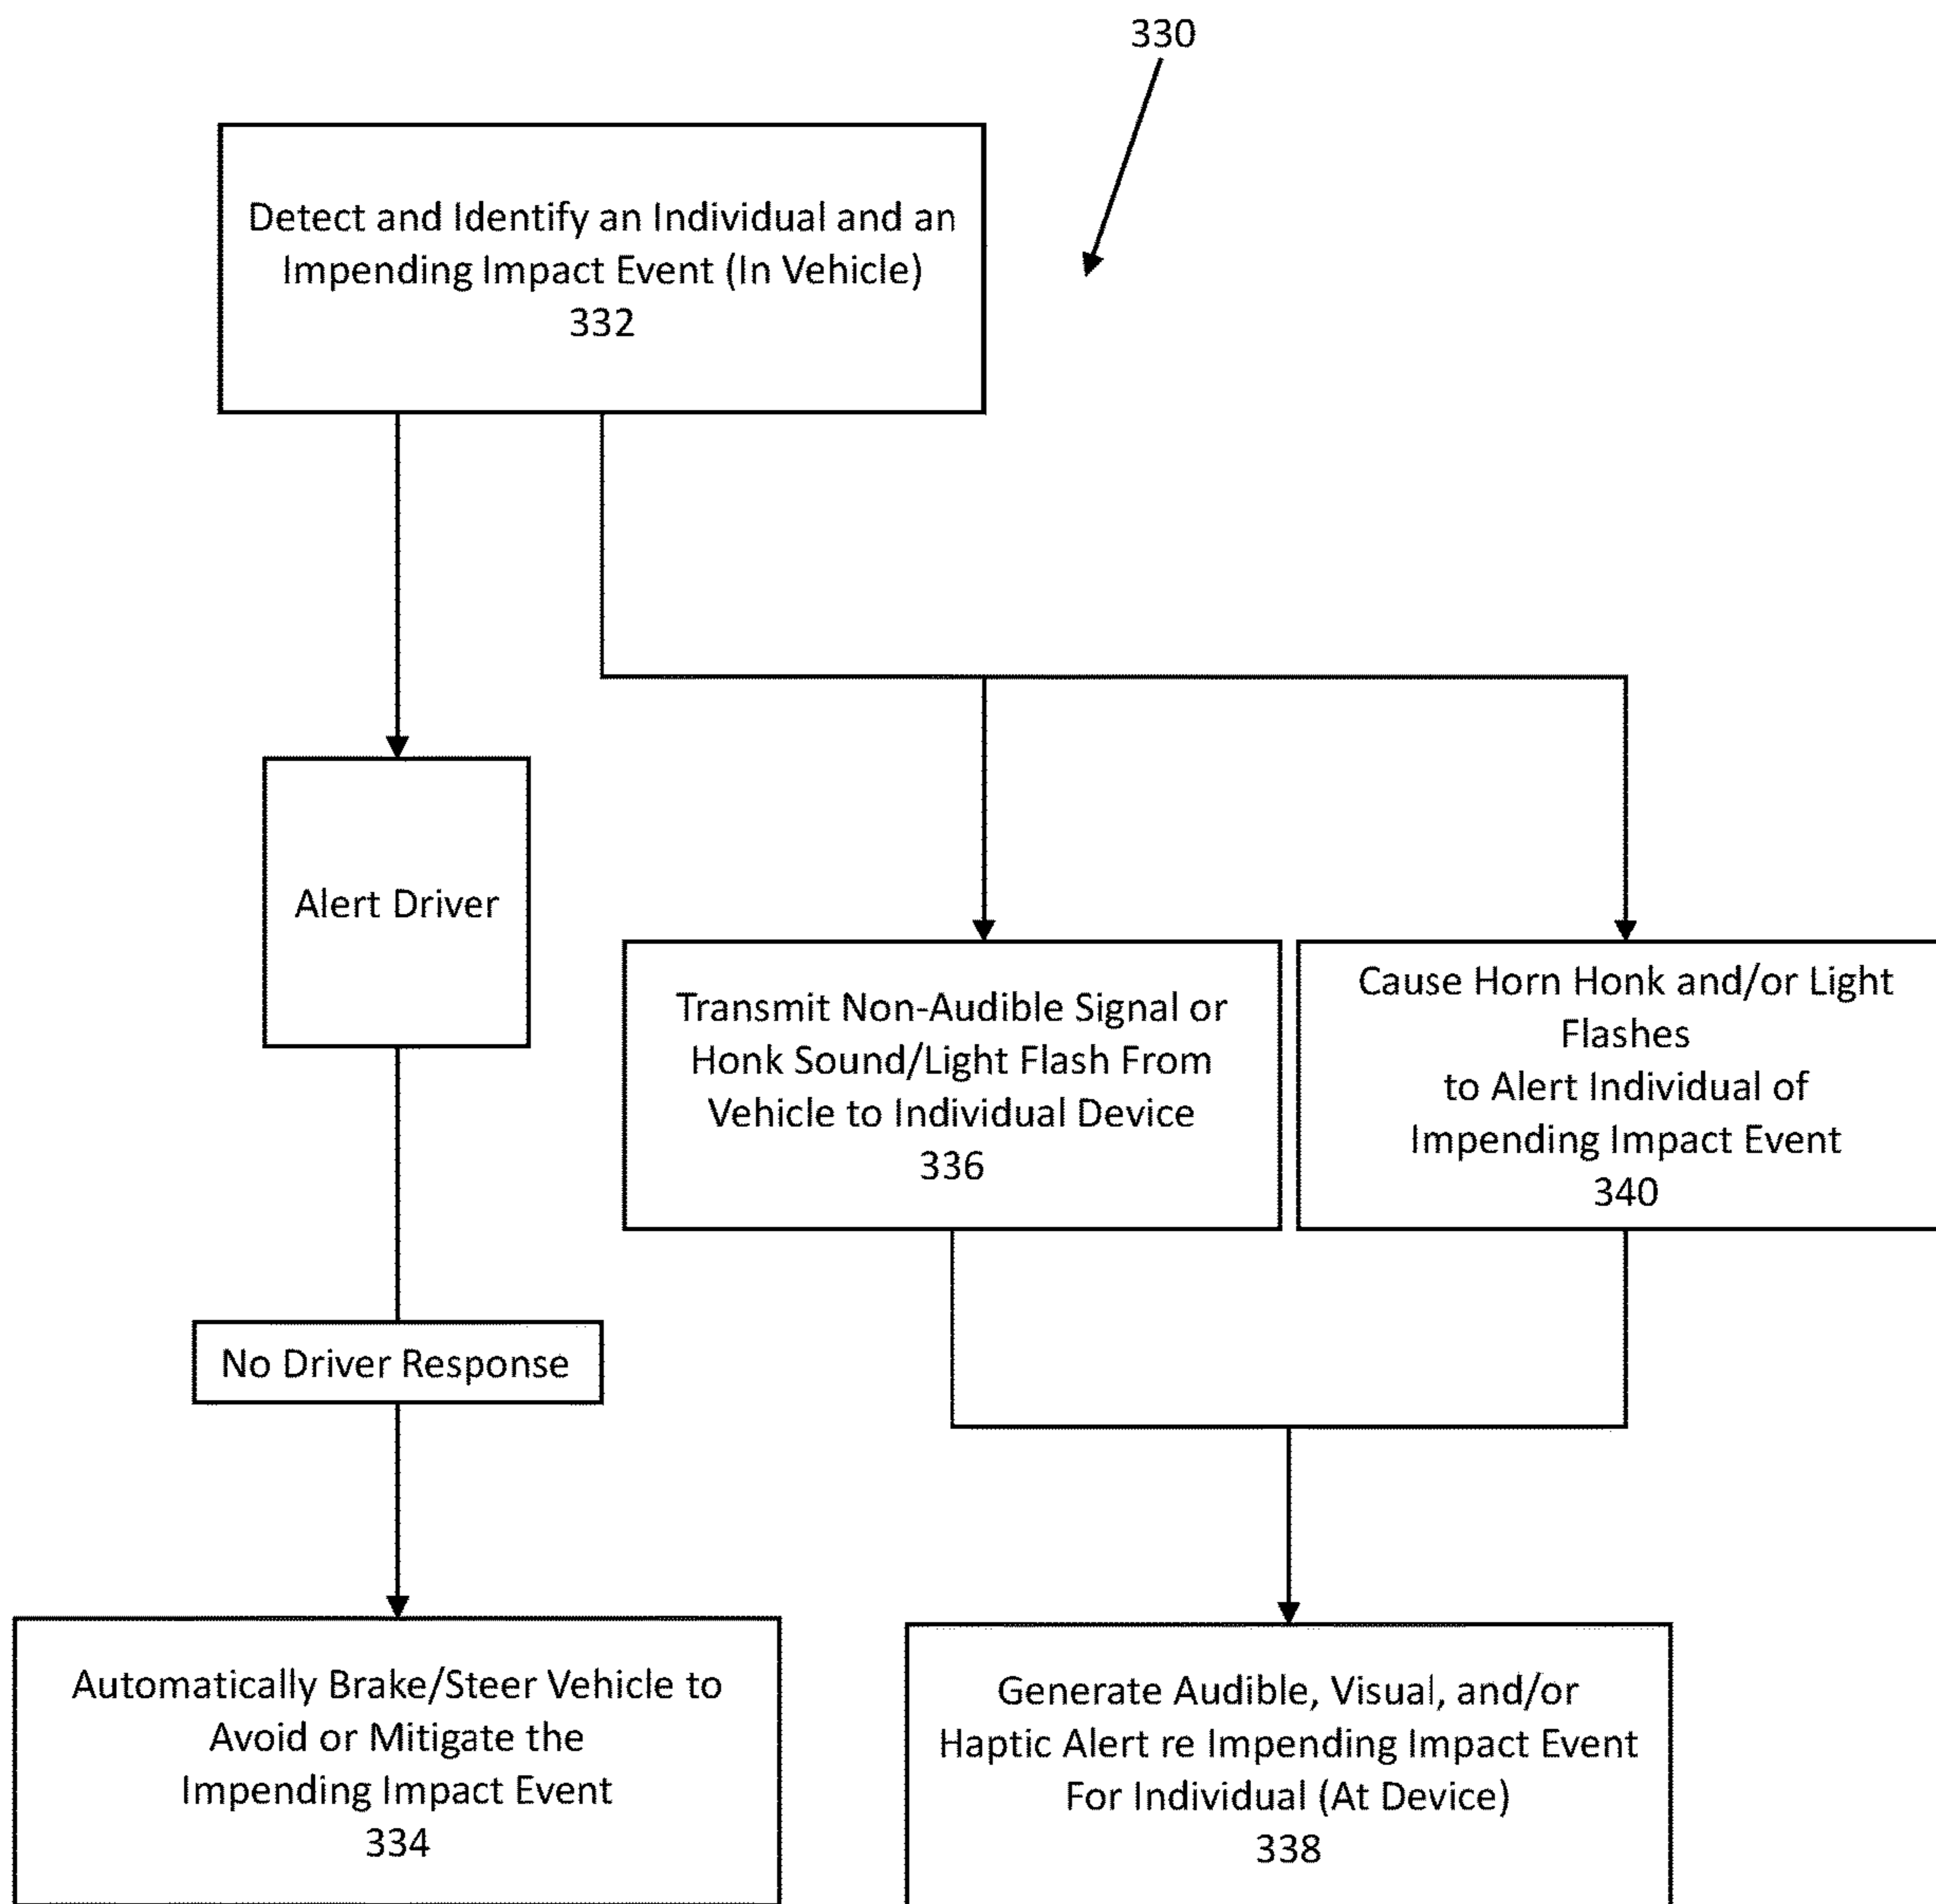 330
Detect and Identify an Individual and an
Impending Impact Event (In Vehicle)
332
Alert Driver
Transmit Non-Audible Signal or
Honk Sound/Light Flash From
Vehicle to Individual Device
336
Cause Horn Honk and/or Light
Flashes
to Alert Individual of
Impending Impact Event
340
No Driver Response
Automatically Brake/Steer Vehicle to
Avoid or Mitigate the
Impending Impact Event
334
Generate Audible, Visual, and/or
Haptic Alert re Impending Impact Event
For Individual (At Device)
338